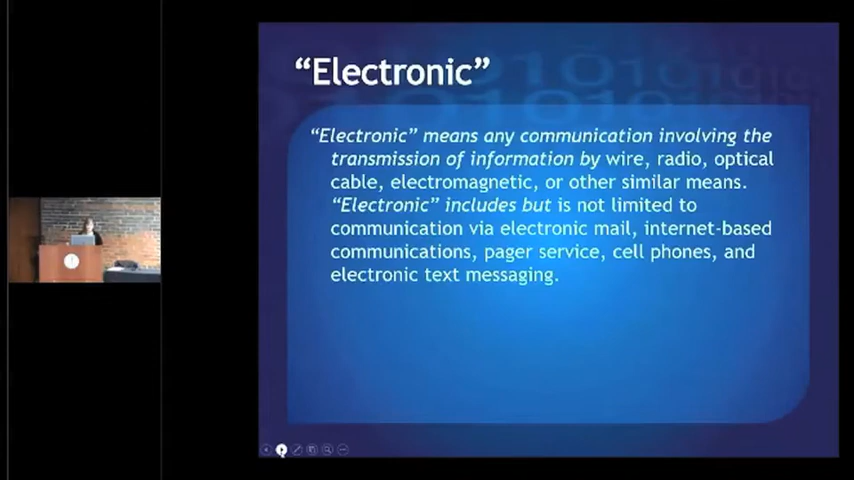 “Electronic”
“Electronic” means any communication involving the
transmission of information by wire, radio, optical
cable, electromagnetic, or other similar means.
“Electronic” includes but is not limited to
communication via electronic mail, internet-based
communications, pager service, cell phones, and
electronic text messaging.